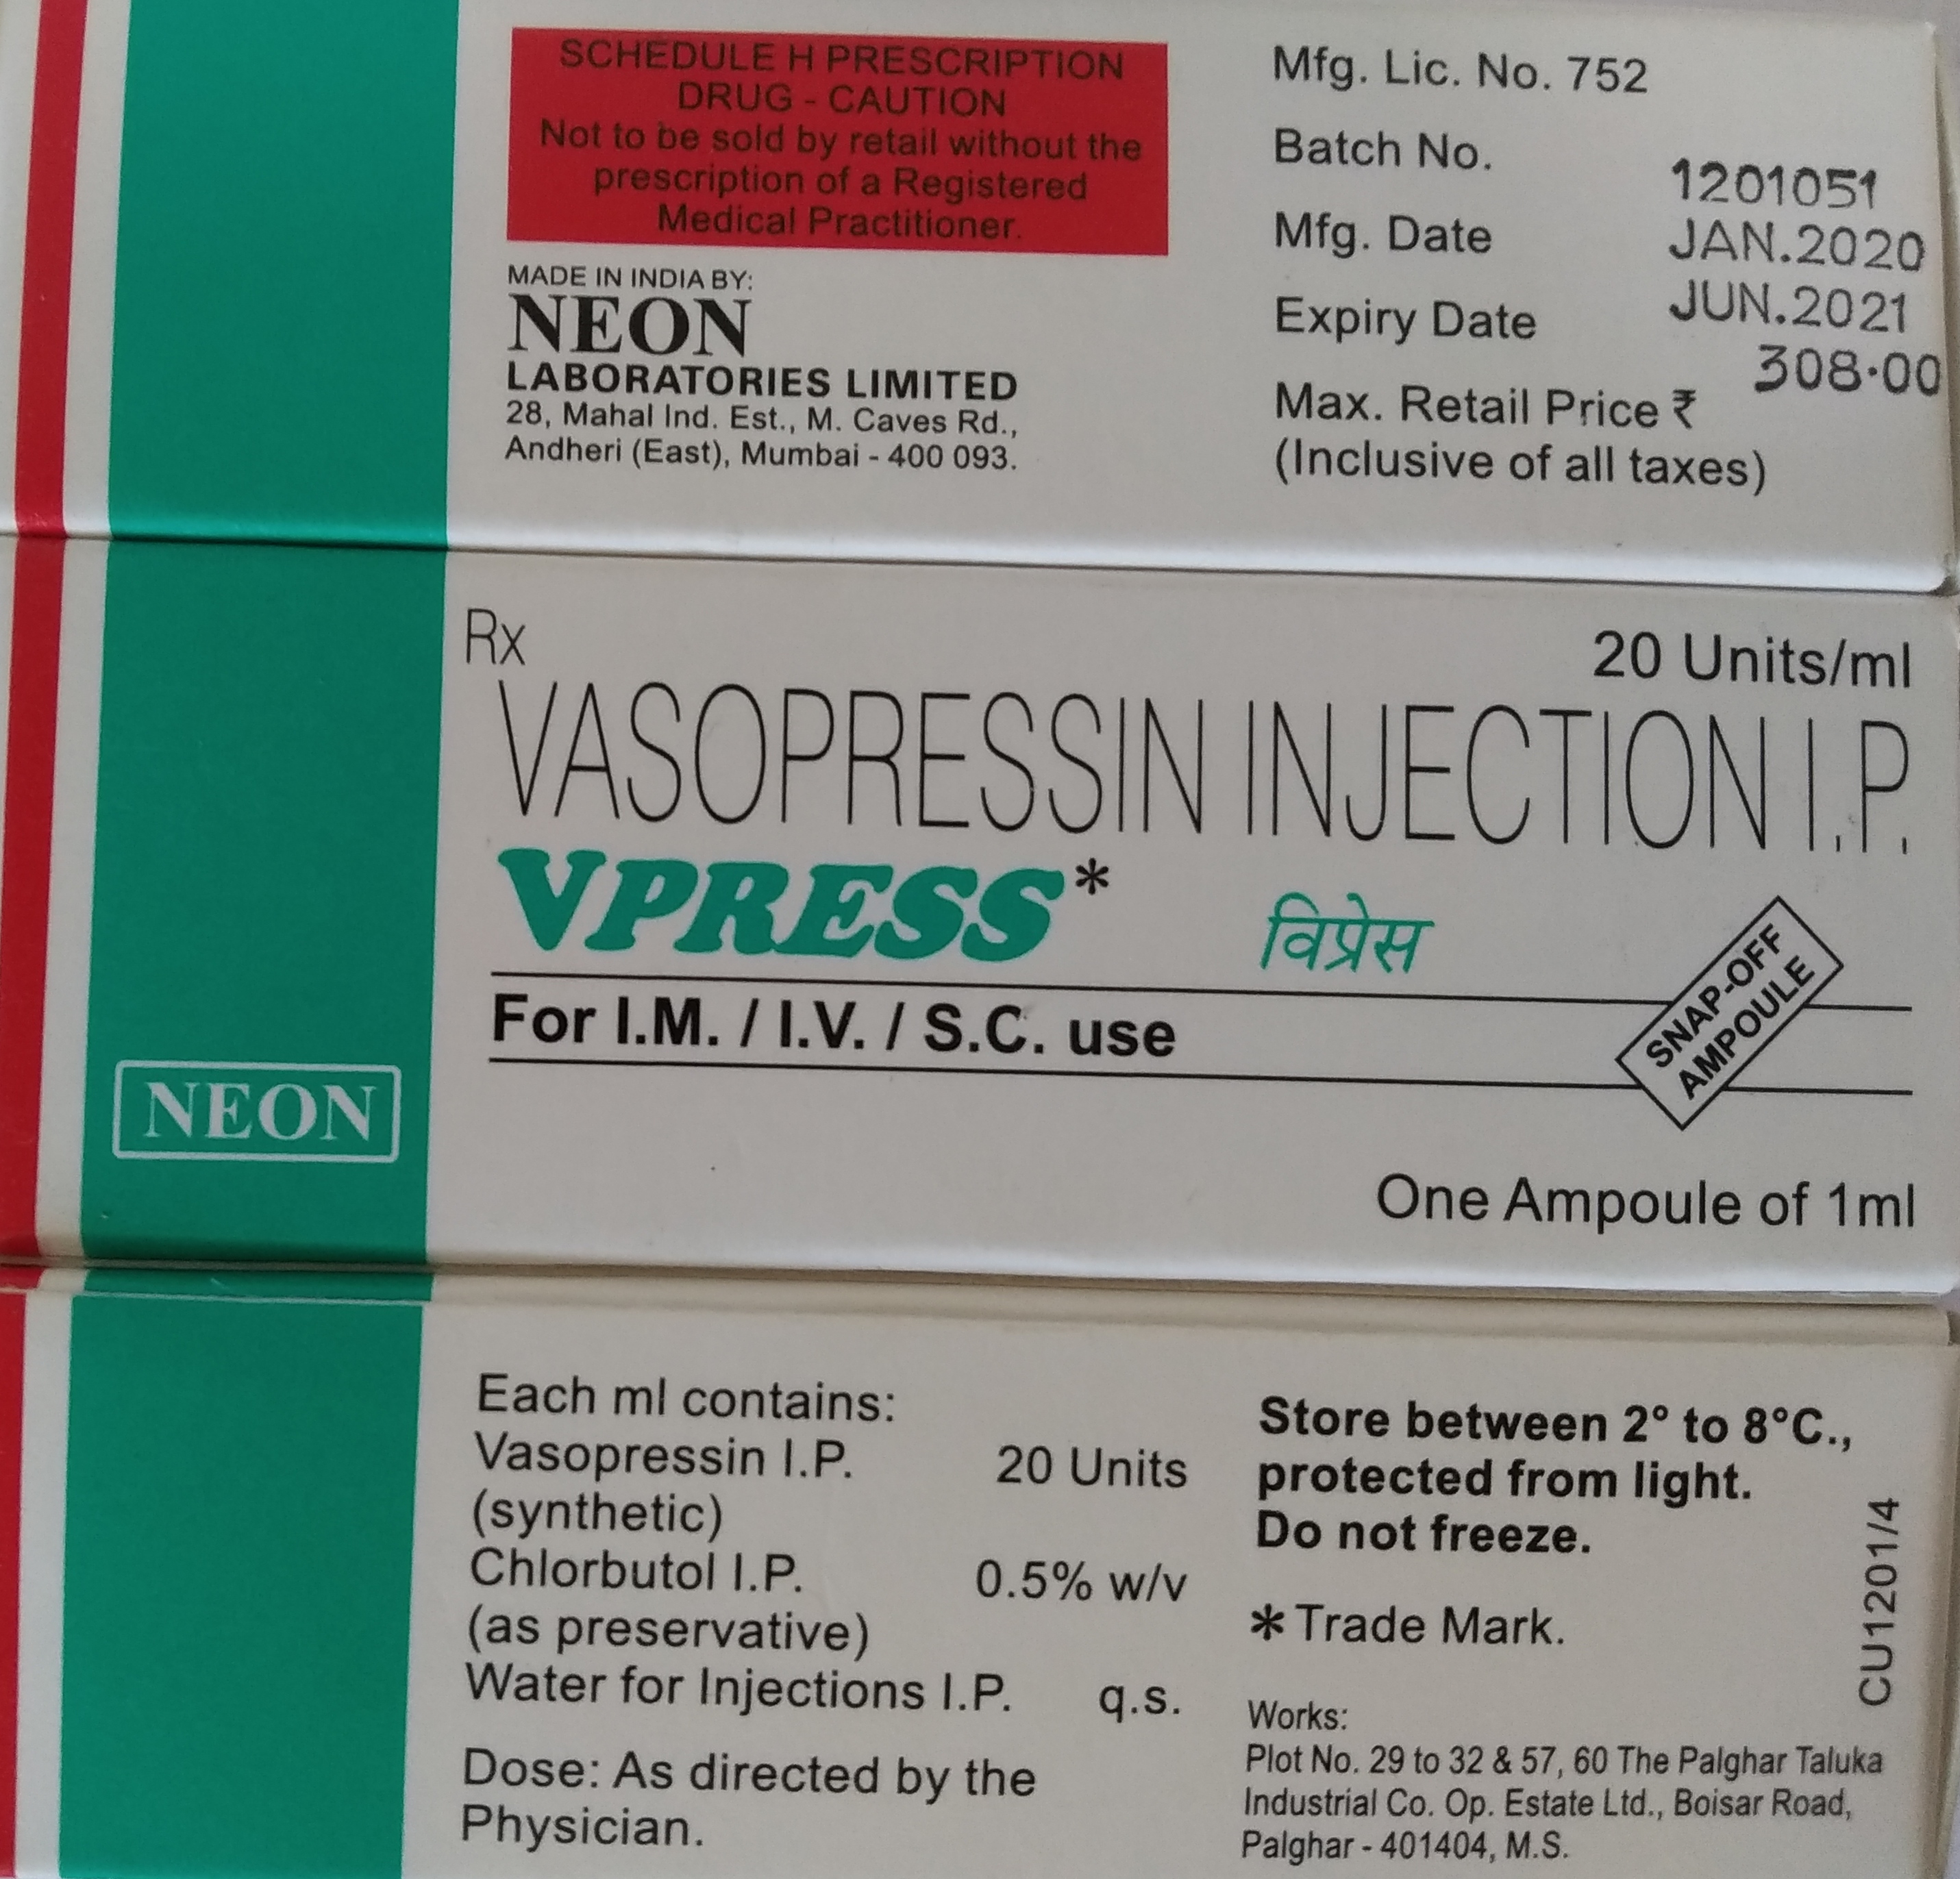 SCHEDULE H PRESCRIPTION
DRUG - CAUTION
Not to be sold by retail without the
prescription of a Registered
Medical Practitioner.
MADE IN INDIA BY:
NEON
LABORATORIES LIMITED
28, Mahal Ind. Est., M. Caves Rd.,
Andheri (East), Mumbai - 400 093.
Mfg. Lic. No. 752
Batch No. 1201051
Mfg. Date JAN.2020
Expiry Date JUN.2021
Max. Retail Price ₹ 308.00
(Inclusive of all taxes)
Rx
20 Units/ml
VASOPRESSIN INJECTION I.P.
VPRESS* विप्रेस
For I.M. / I.V. / S.C. use
SNAP-OFF
AMPOULE
NEON
One Ampoule of 1ml
Each ml contains:
Vasopressin I.P. 20 Units
(synthetic)
Chlorbutol I.P. 0.5% w/v
(as preservative)
Water for Injections I.P. q.s.
Dose: As directed by the
Physician.
Store between 2° to 8°C.,
protected from light.
Do not freeze.
* Trade Mark.
Works:
Plot No. 29 to 32 & 57, 60 The Palghar Taluka
Industrial Co. Op. Estate Ltd., Boisar Road,
Palghar - 401404, M.S.
CU1201/4